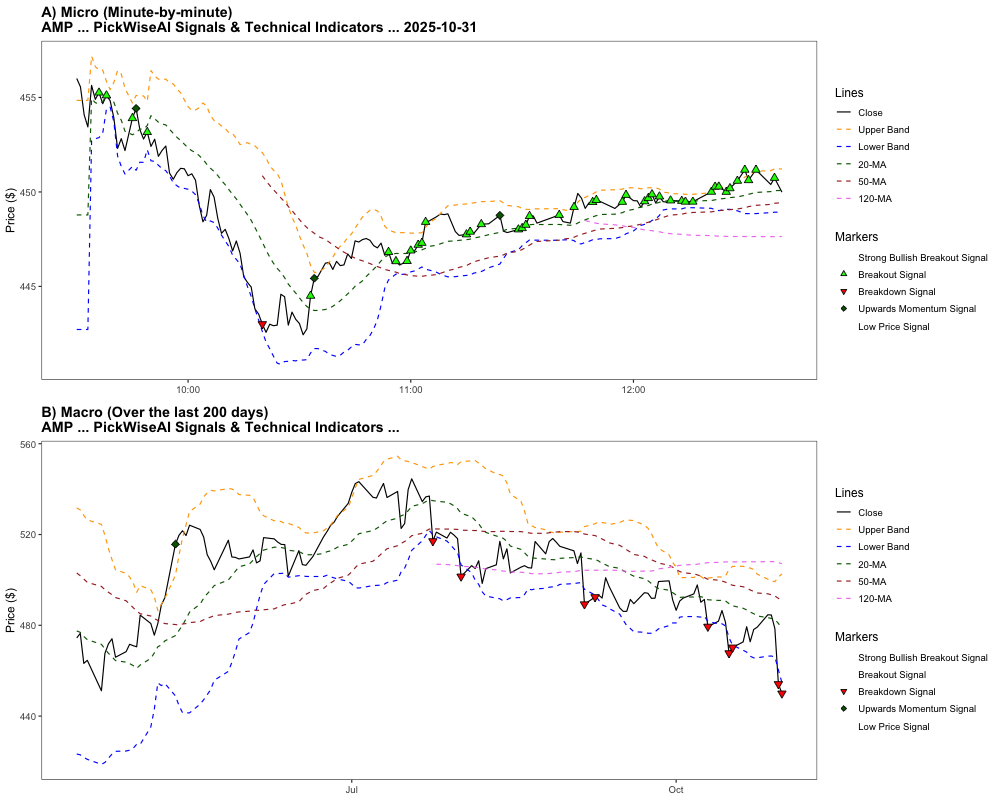 A) Micro (Minute-by-minute)
AMP ... PickWiseAI Signals & Technical Indicators ... 2025-10-31
Price ($)
455
450
445
10:00
11:00
12:00
Lines
Close
Upper Band
Lower Band
20-MA
50-MA
120-MA
Markers
Strong Bullish Breakout Signal
Breakout Signal
Breakdown Signal
Upwards Momentum Signal
Low Price Signal
B) Macro (Over the last 200 days)
AMP ... PickWiseAI Signals & Technical Indicators ...
Price ($)
560
520
480
440
Jul
Oct
Lines
Close
Upper Band
Lower Band
20-MA
50-MA
120-MA
Markers
Strong Bullish Breakout Signal
Breakout Signal
Breakdown Signal
Upwards Momentum Signal
Low Price Signal